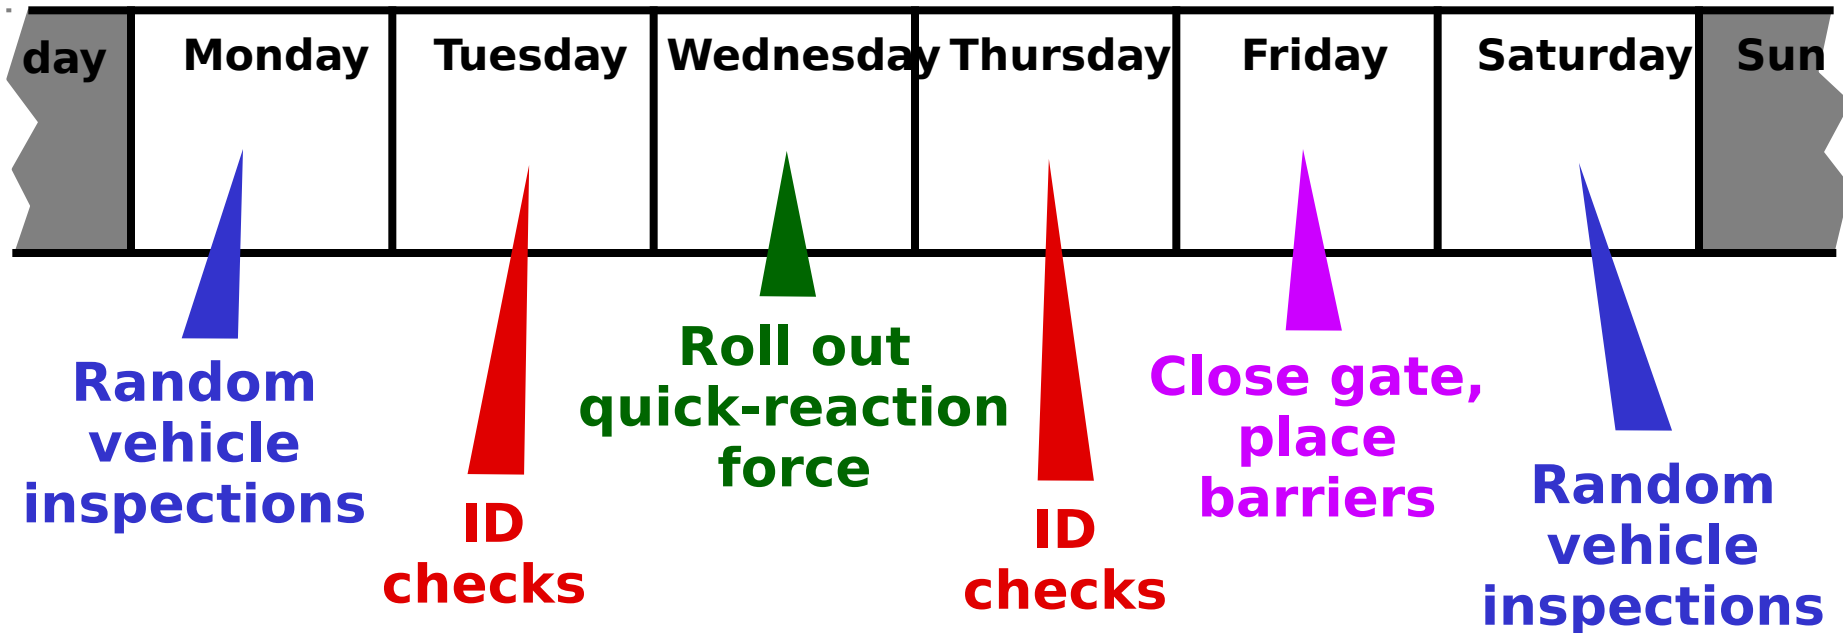 day Monday Tuesday Wednesday Thursday Friday Saturday Sun
Random
vehicle
inspections
ID
checks
Roll out
quick-reaction
force
ID
checks
Close gate,
place
barriers
Random
vehicle
inspections